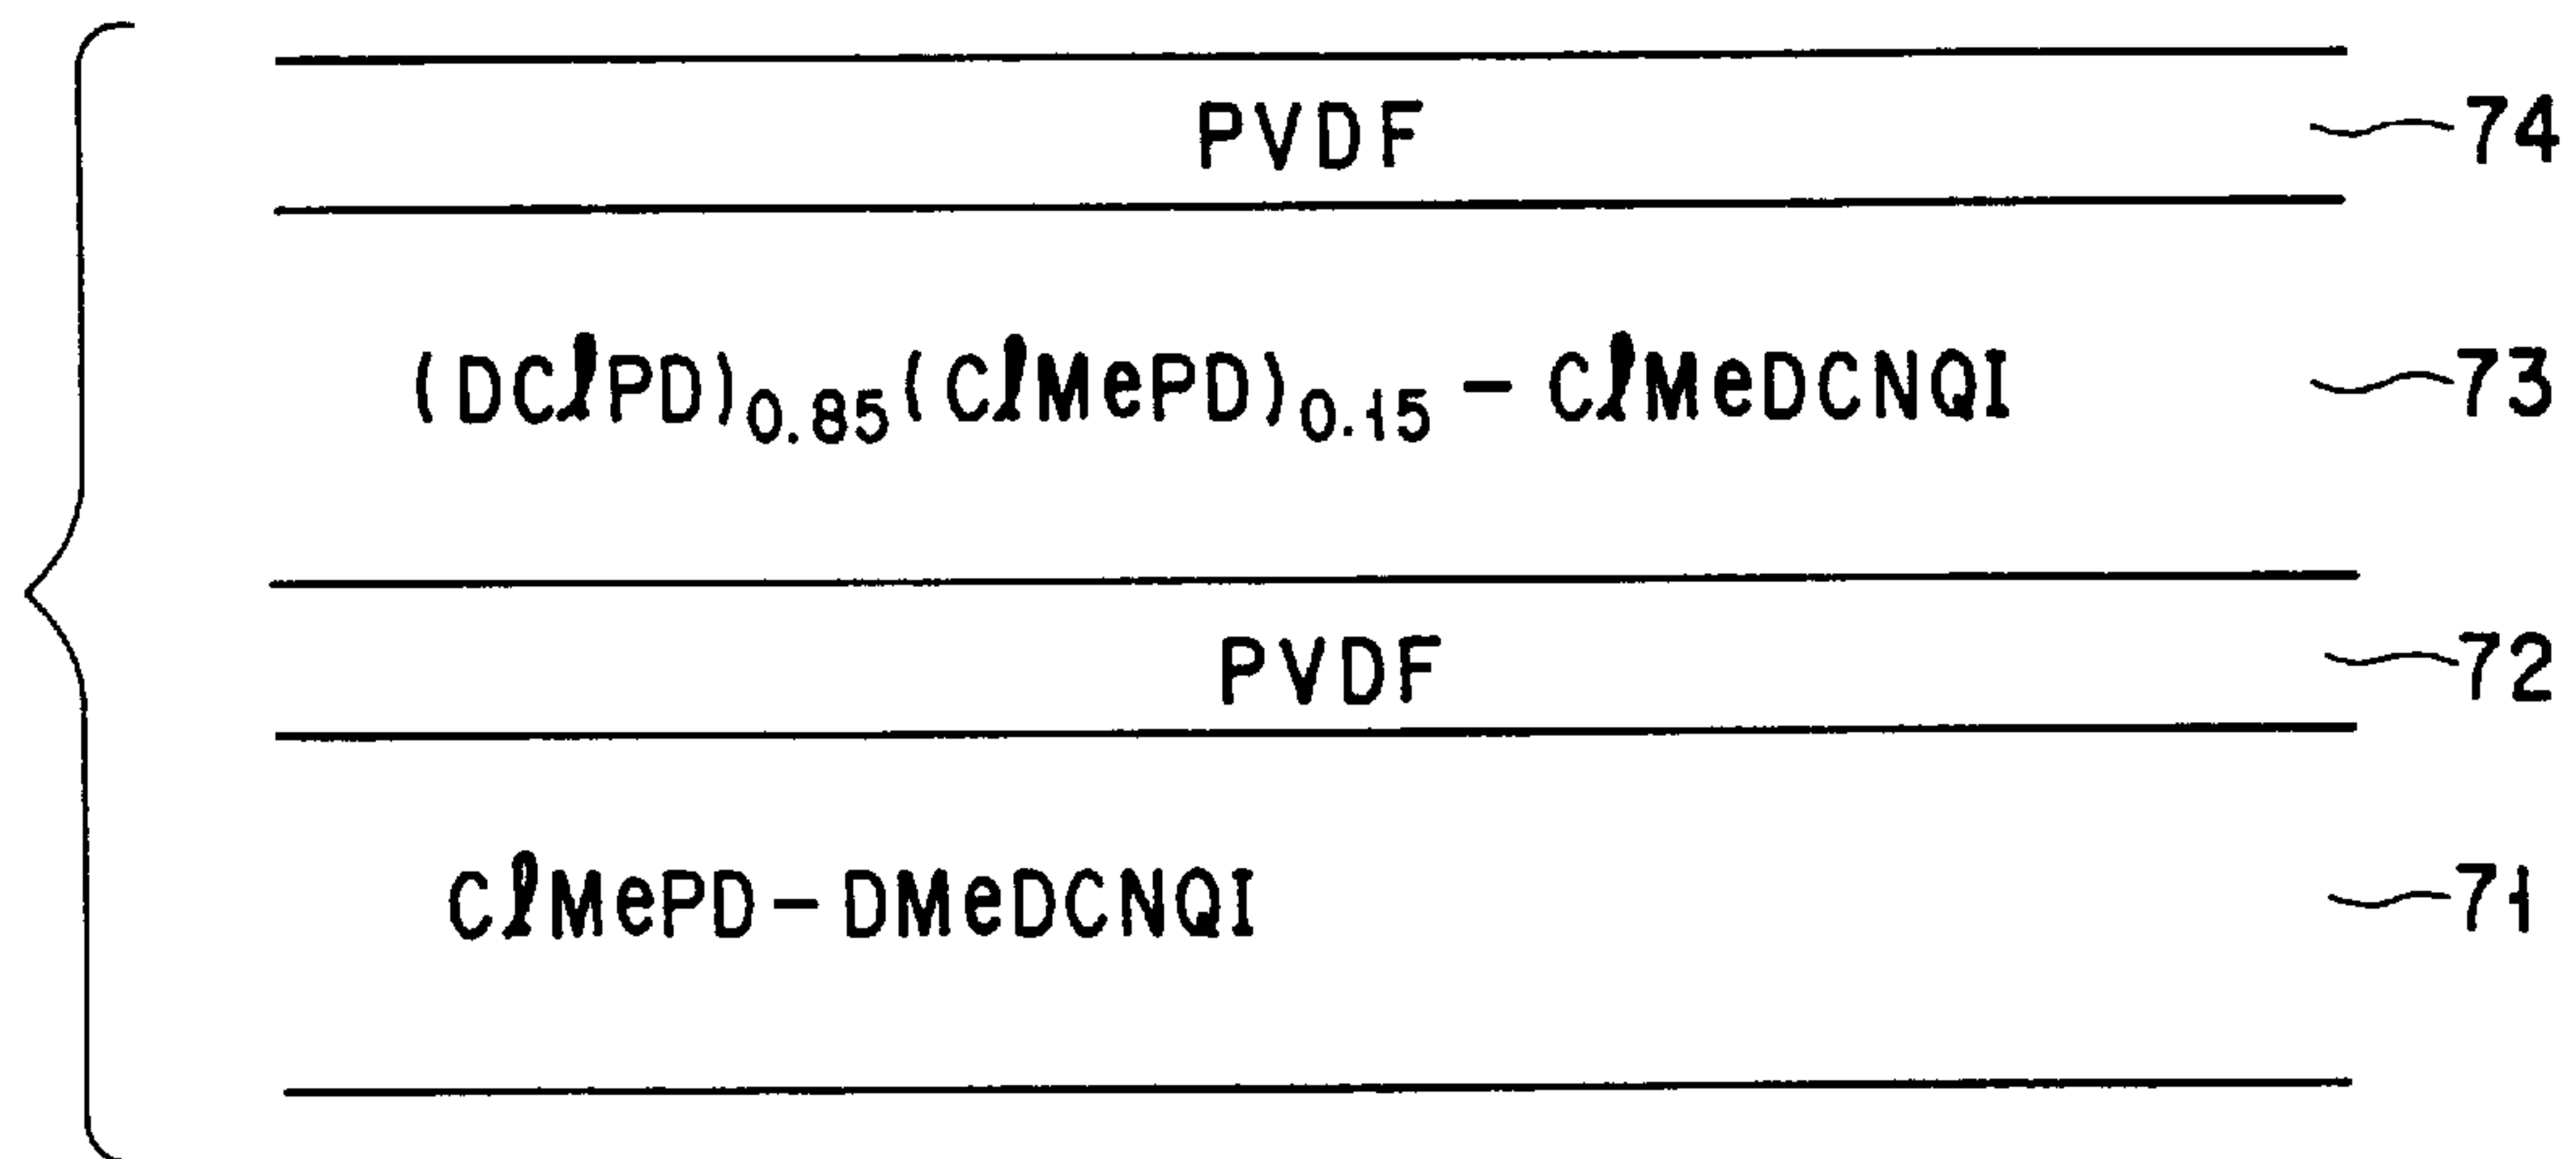 PVDF 74
(DClPD)0.85(ClMePD)0.15 - ClMeDCNQI 73
PVDF 72
ClMePD - DMeDCNQI 71